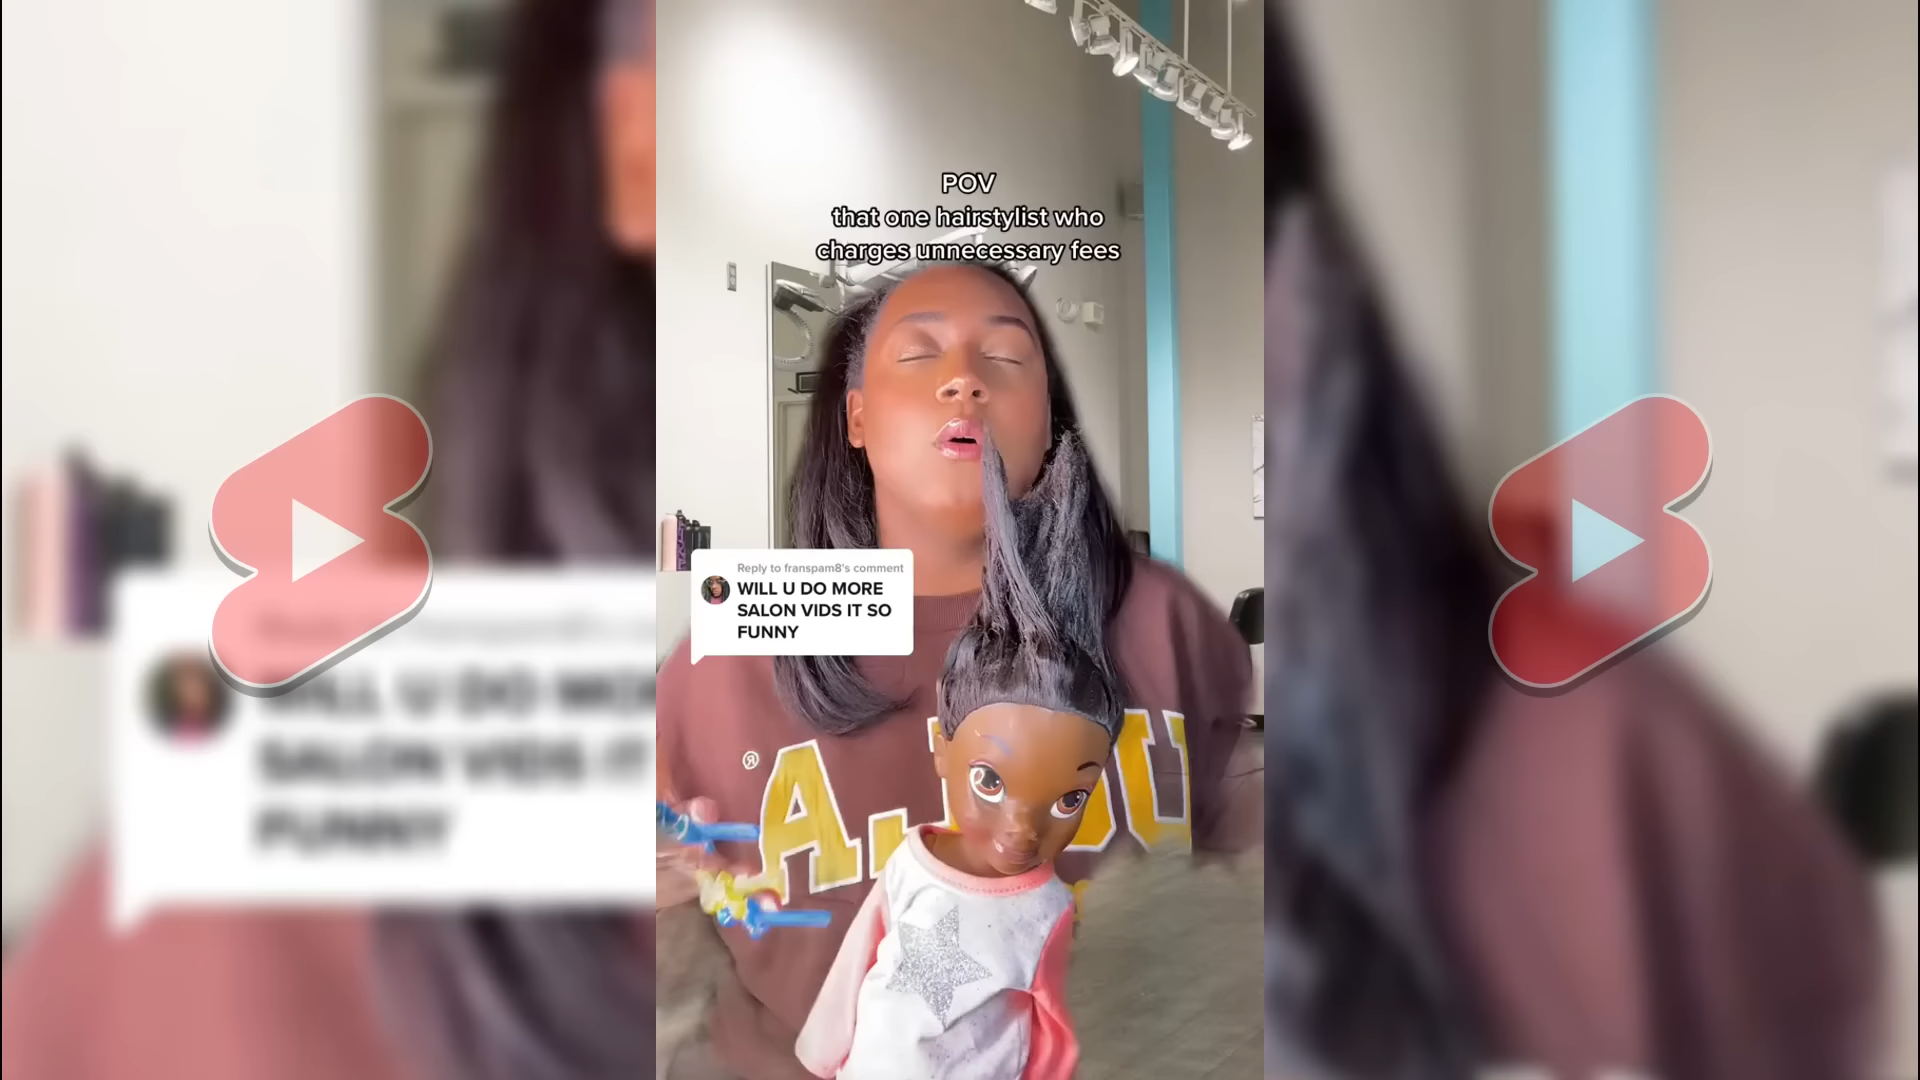 POV
that one hairstylist who
charges unnecessary fees
Reply to franspam8's comment
WILL U DO MORE
SALON VIDS IT SO
FUNNY
®